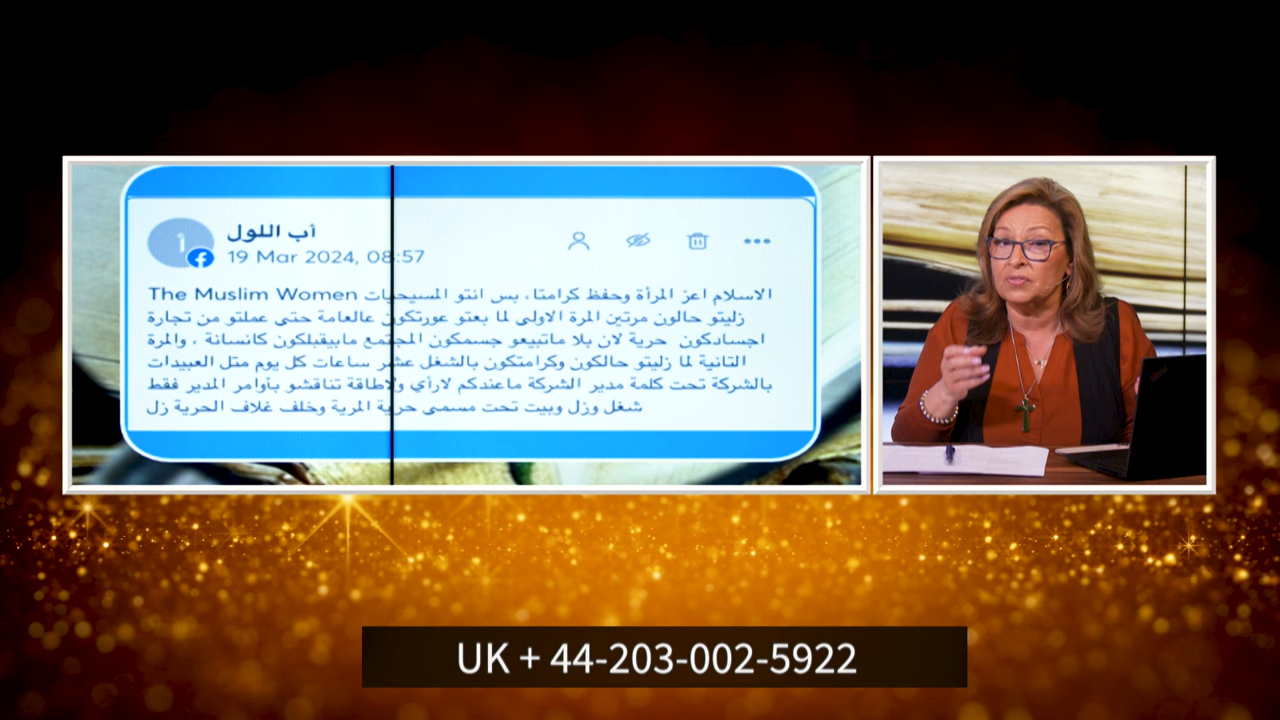 أب اللول
19 Mar 2024, 08:57
الاسلام اعز المرأة وحفظ كرامتا، بس انتو المسيحيات The Muslim Women
زليتو حالون مرتين المرة الاولى لما بعتو عورتكون عالعامة حتى عملتو من تجارة
اجسادكون حرية لان بلا ماتبيعو جسمكون المجتمع مابيقبلكون كانسانة ، والمرة
التانية لما زليتو حالكون وكرامتكون بالشغل عشر ساعات كل يوم متل العبيدات
بالشركة تحت كلمة مدير الشركة ماعندكم لارأي ولاطاقة تناقشو بأوامر المدير فقط
شغل وزل وبيت تحت مسمى حرية المرية وخلف غلاف الحرية زل
UK + 44-203-002-5922